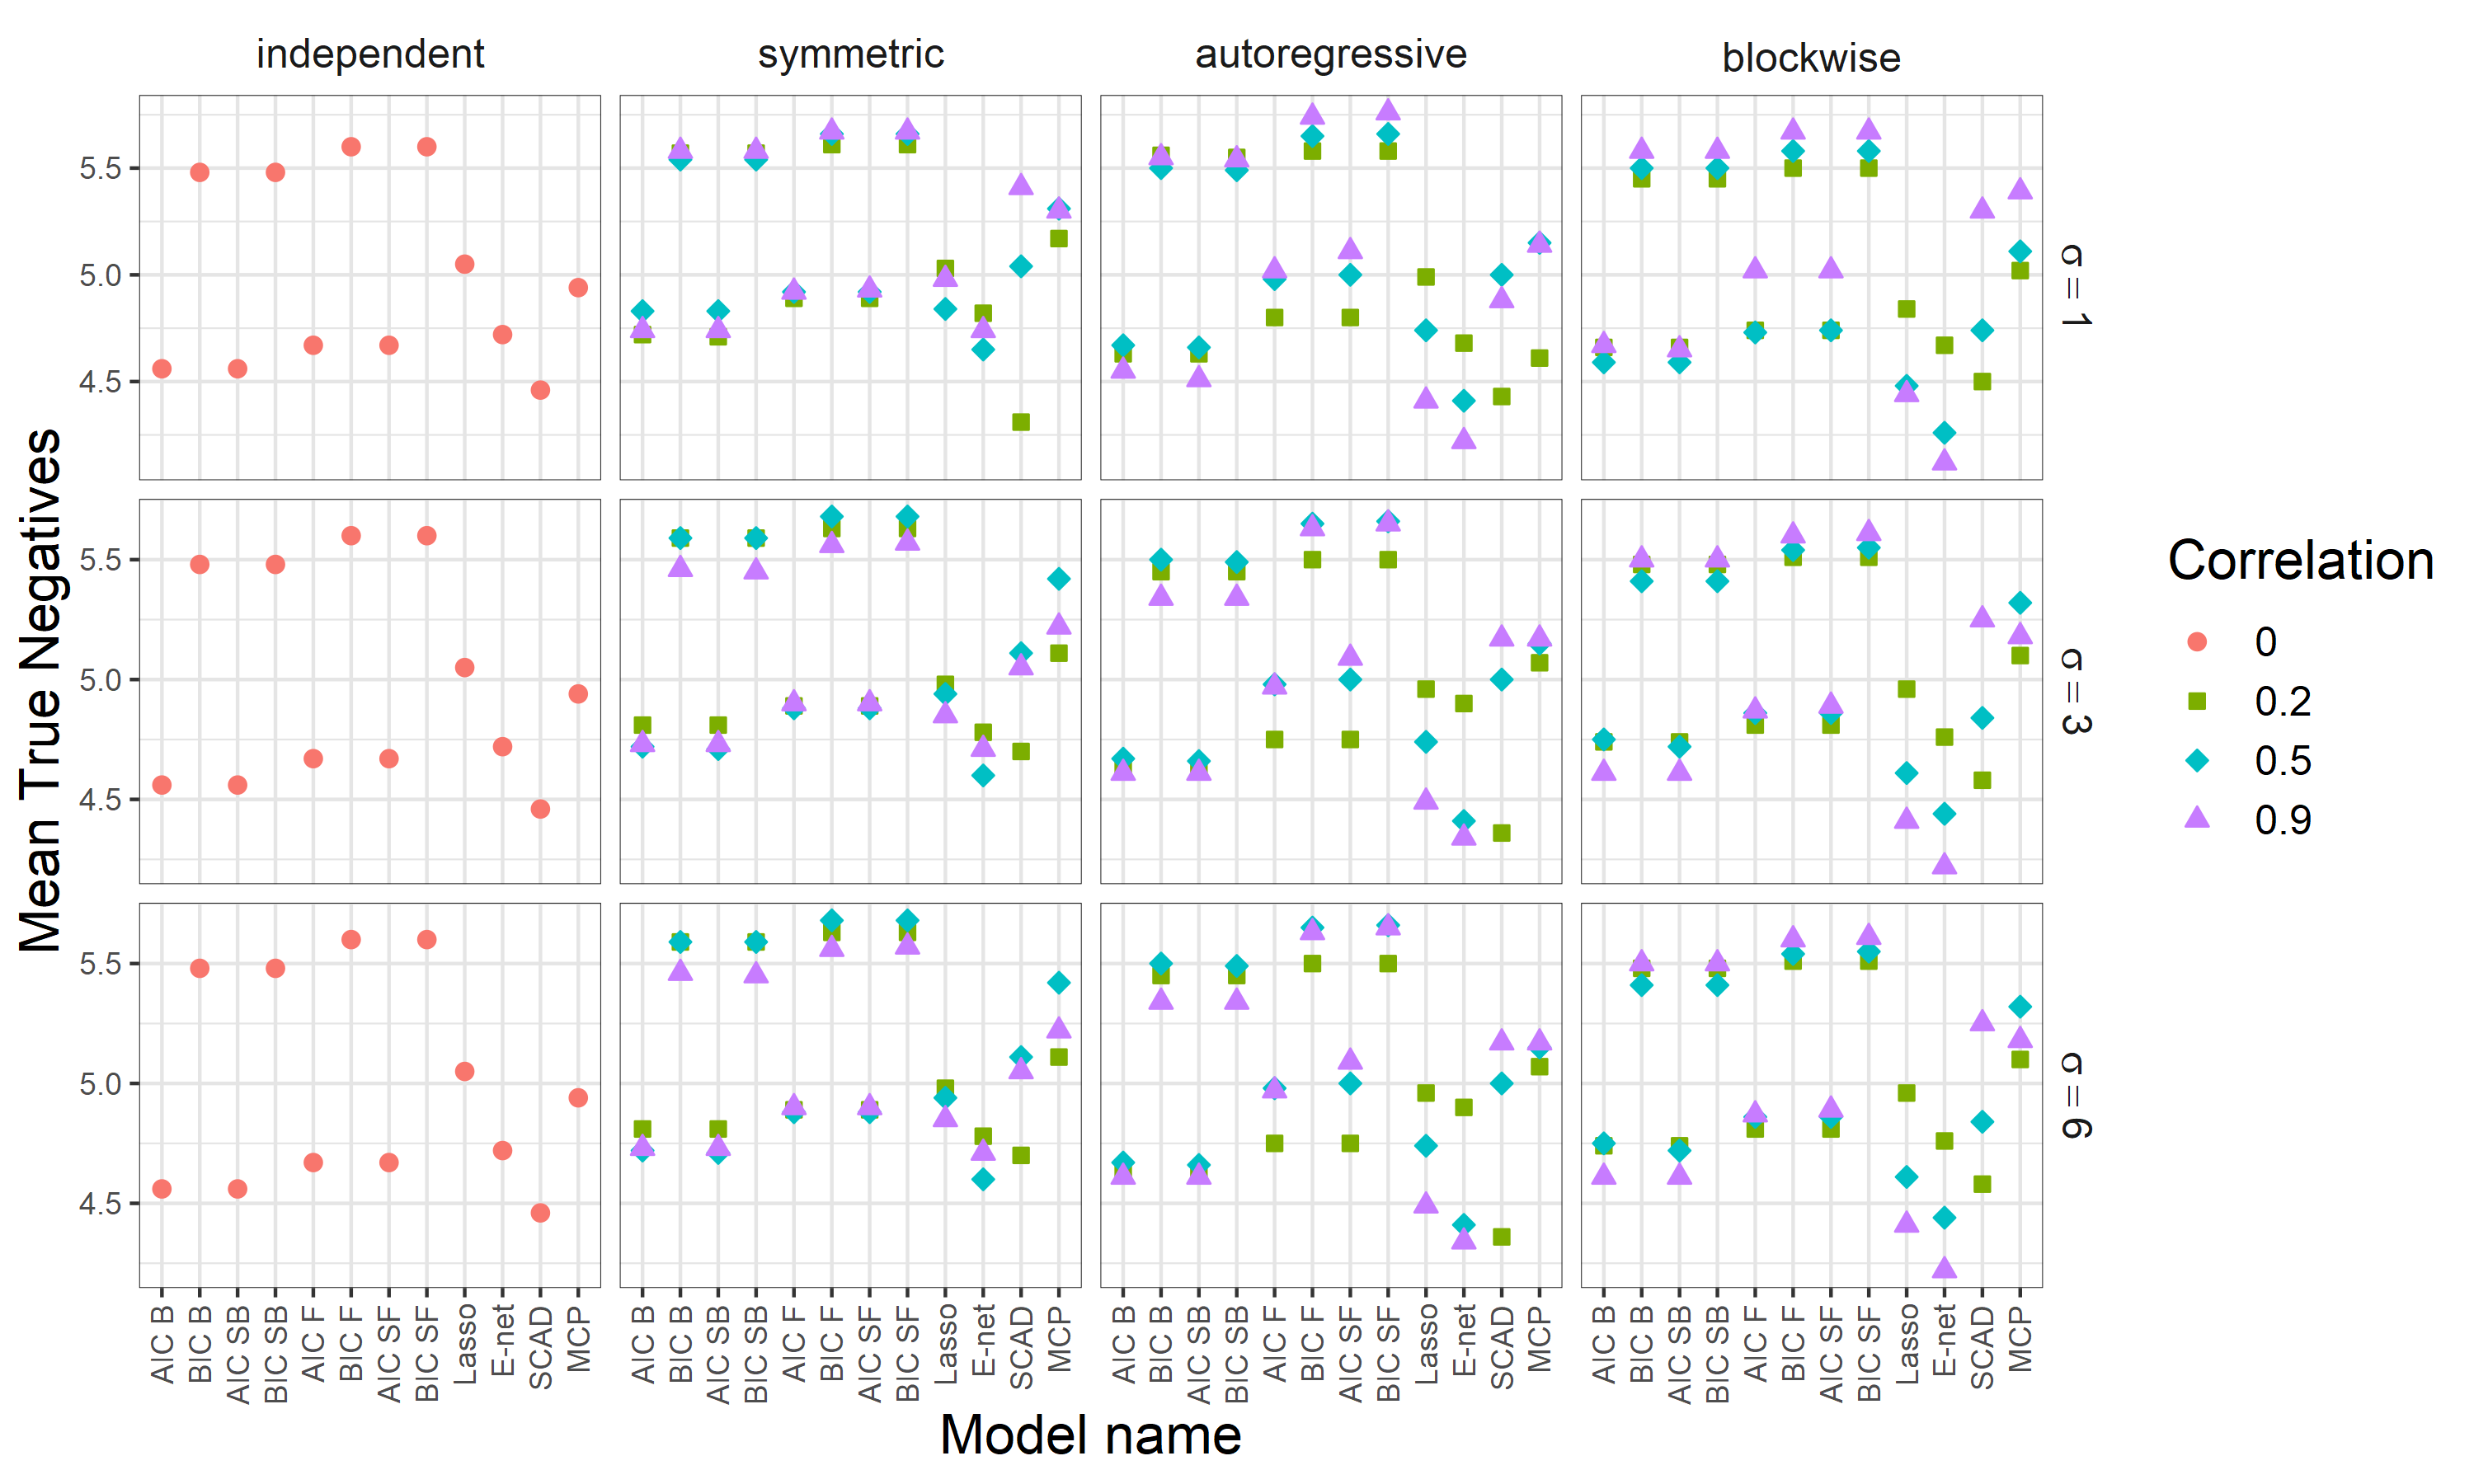 independent
symmetric
autoregressive
blockwise
Mean True Negatives
5.5
5.0
4.5
σ = 1
5.5
5.0
4.5
σ = 3
5.5
5.0
4.5
σ = 6
AIC B
BIC B
AIC SB
BIC SB
AIC F
BIC F
AIC SF
BIC SF
Lasso
E-net
SCAD
MCP
AIC B
BIC B
AIC SB
BIC SB
AIC F
BIC F
AIC SF
BIC SF
Lasso
E-net
SCAD
MCP
AIC B
BIC B
AIC SB
BIC SB
AIC F
BIC F
AIC SF
BIC SF
Lasso
E-net
SCAD
MCP
AIC B
BIC B
AIC SB
BIC SB
AIC F
BIC F
AIC SF
BIC SF
Lasso
E-net
SCAD
MCP
Model name
Correlation
0
0.2
0.5
0.9